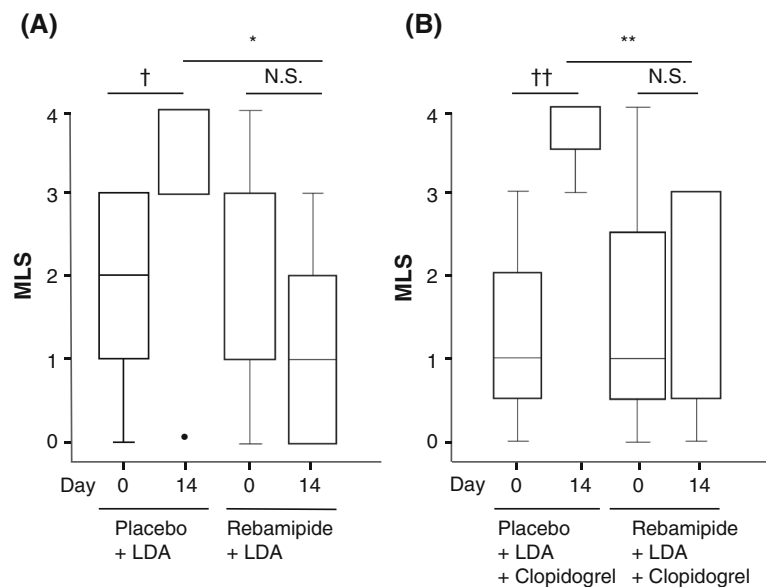 (A)
*
†
N.S.
4
3
2
1
0
MLS
Day 0 14 0 14
Placebo
+ LDA
Rebamipide
+ LDA
(B)
**
††
N.S.
4
3
2
1
0
MLS
Day 0 14 0 14
Placebo
+ LDA
+ Clopidogrel
Rebamipide
+ LDA
+ Clopidogrel